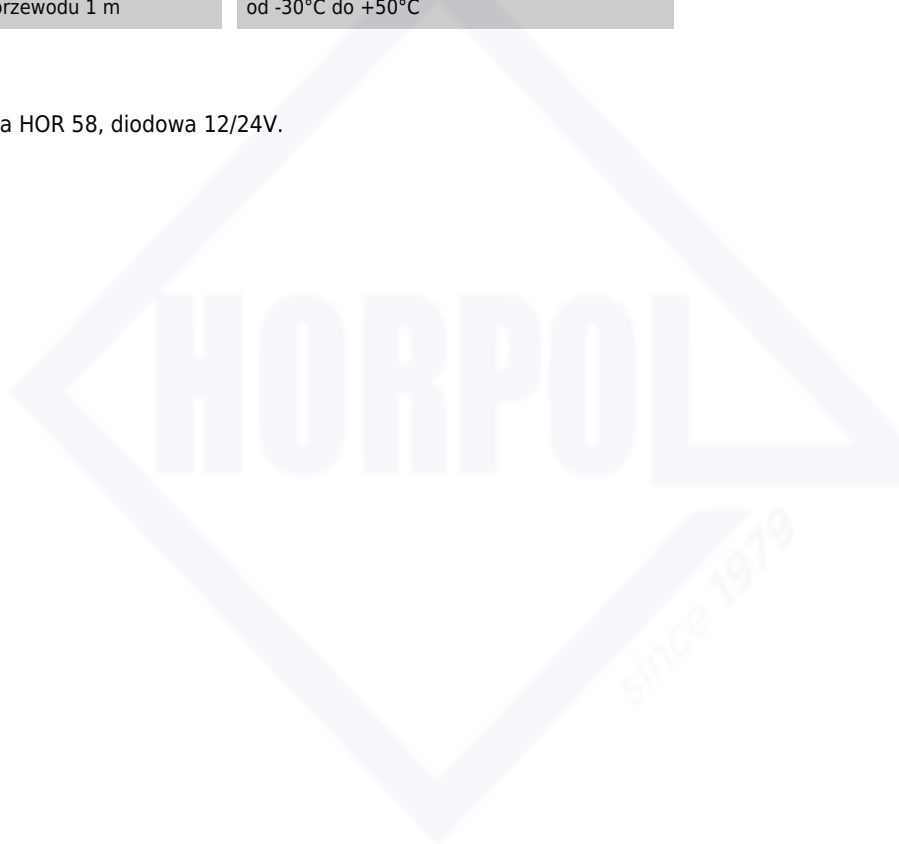 przewodu 1 m
od -30°C do +50°C
a HOR 58, diodowa 12/24V.
HORPOL
since 1979